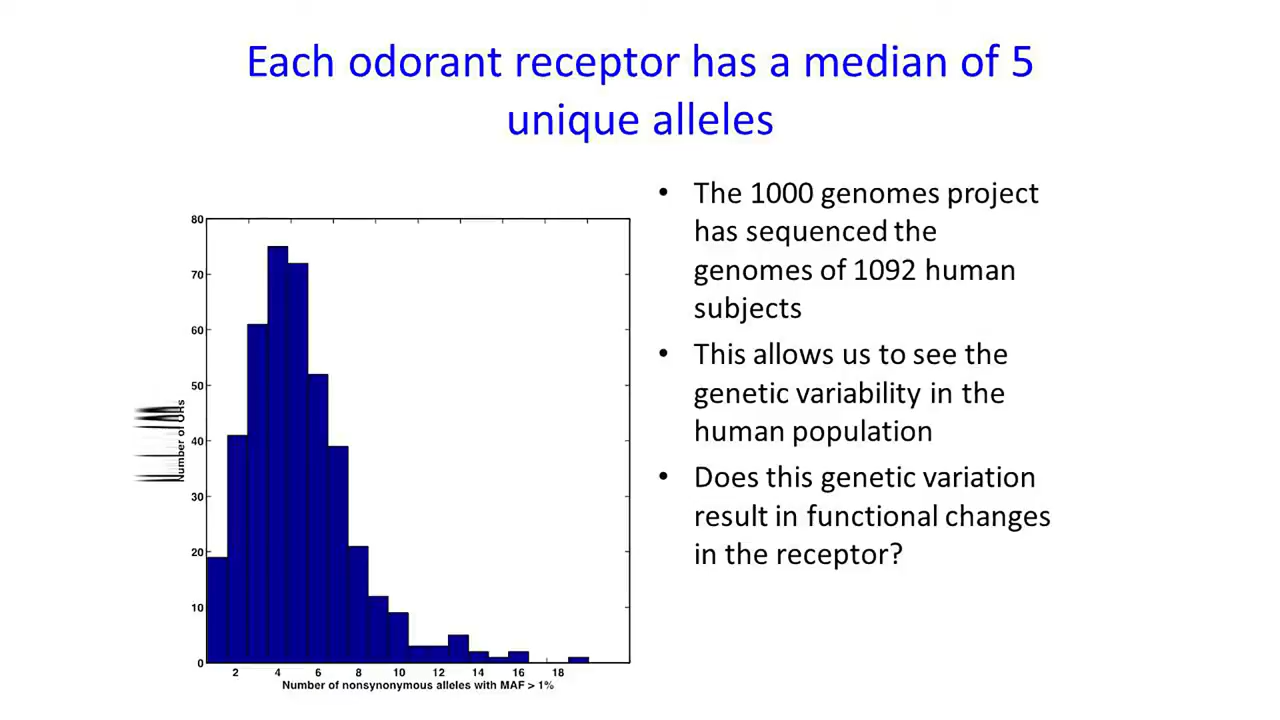 Each odorant receptor has a median of 5
unique alleles
• The 1000 genomes project
has sequenced the
genomes of 1092 human
subjects
• This allows us to see the
genetic variability in the
human population
• Does this genetic variation
result in functional changes
in the receptor?
80
70
60
50
40
30
20
10
0
Number of ORs
2 4 6 8 10 12 14 16 18
Number of nonsynonymous alleles with MAF > 1%